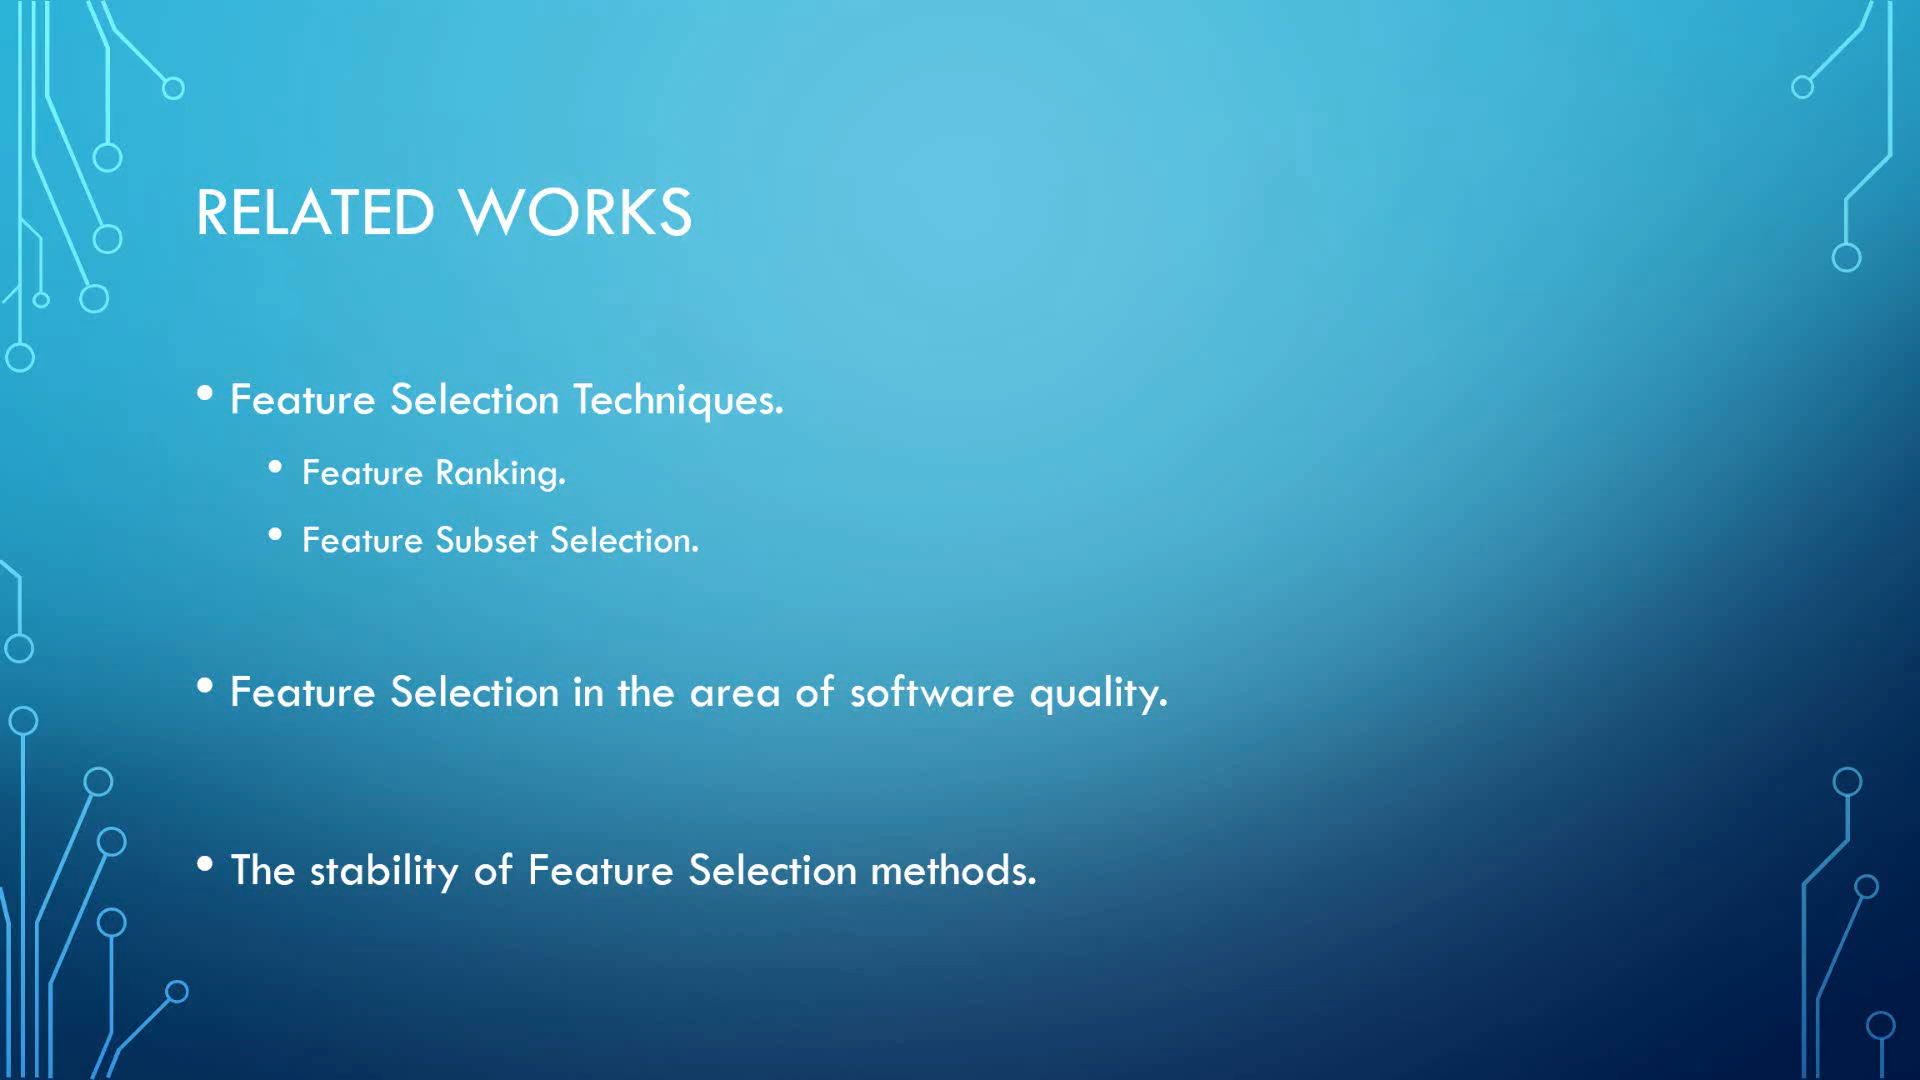 RELATED WORKS
• Feature Selection Techniques.
• Feature Ranking.
• Feature Subset Selection.
• Feature Selection in the area of software quality.
• The stability of Feature Selection methods.